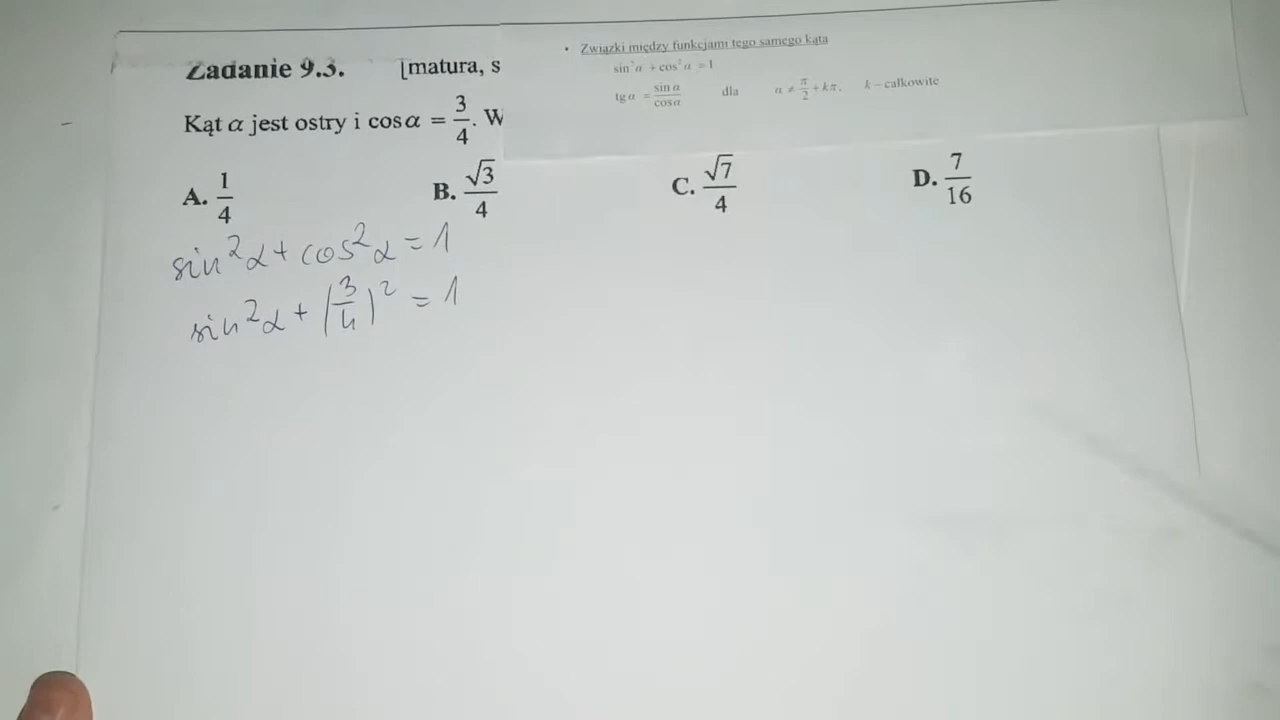 Zadanie 9.3. [matura, s
Kąt α jest ostry i cos α = 3/4. W
• Związki między funkcjami tego samego kąta
sin²α + cos²α = 1
tg α = sin α / cos α dla α ≠ π/2 + kπ, k – całkowite
A. 1/4 B. √3/4 C. √7/4 D. 7/16
sin²α + cos²α = 1
sin²α + (3/4)² = 1